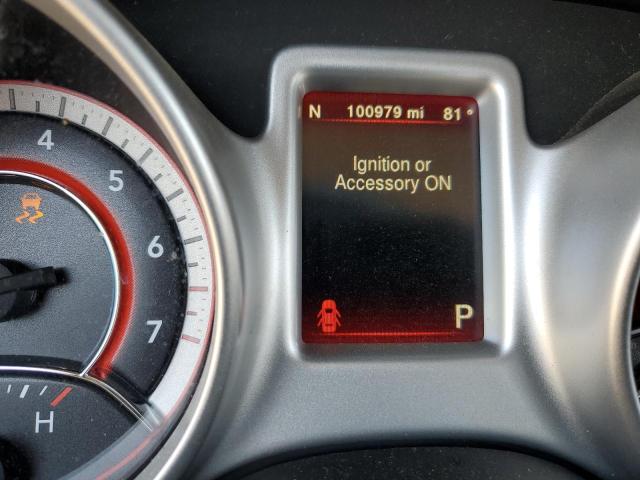 N 100979 mi 81°
Ignition or
Accessory ON
P
4
5
6
7
H